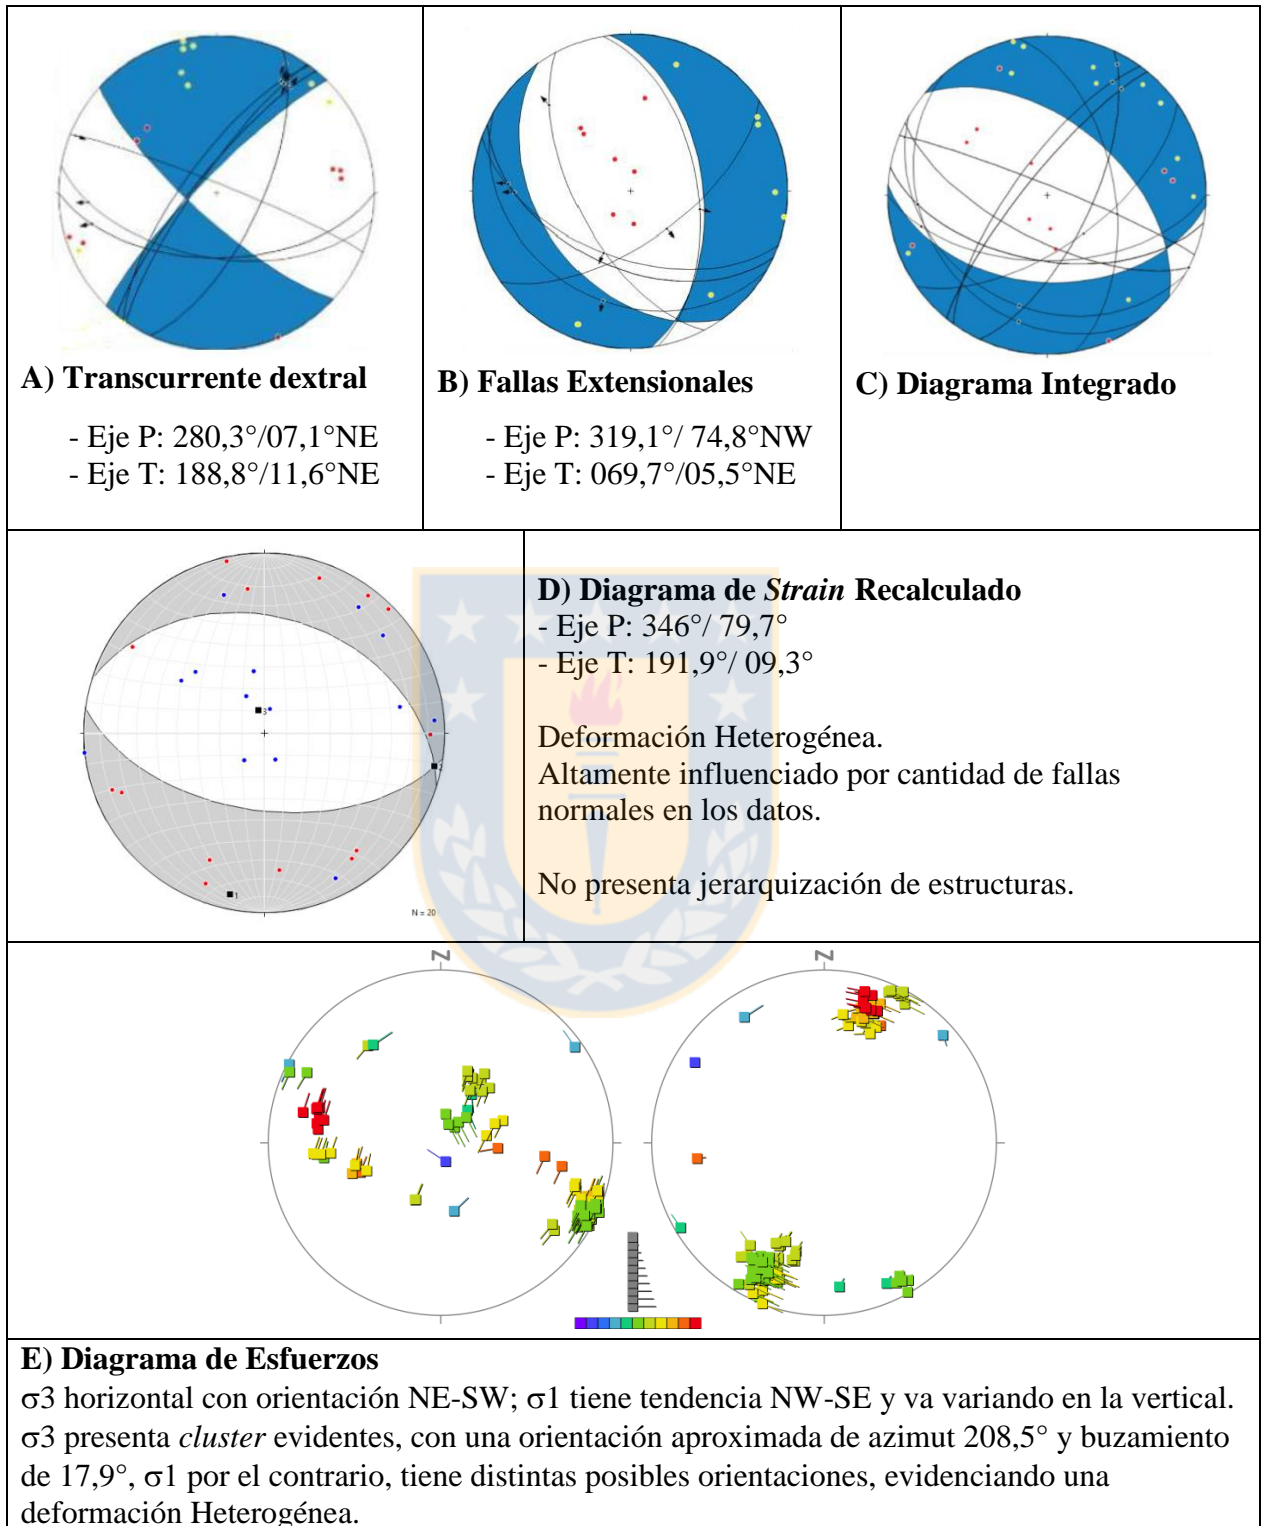 A) Transcurrente dextral
- Eje P: 280,3°/07,1°NE
- Eje T: 188,8°/11,6°NE
B) Fallas Extensionales
- Eje P: 319,1°/ 74,8°NW
- Eje T: 069,7°/05,5°NE
C) Diagrama Integrado
3
2
1
N = 20
D) Diagrama de Strain Recalculado
- Eje P: 346°/ 79,7°
- Eje T: 191,9°/ 09,3°
Deformación Heterogénea.
Altamente influenciado por cantidad de fallas
normales en los datos.
No presenta jerarquización de estructuras.
N
N
E) Diagrama de Esfuerzos
σ3 horizontal con orientación NE-SW; σ1 tiene tendencia NW-SE y va variando en la vertical.
σ3 presenta cluster evidentes, con una orientación aproximada de azimut 208,5° y buzamiento
de 17,9°, σ1 por el contrario, tiene distintas posibles orientaciones, evidenciando una
deformación Heterogénea.